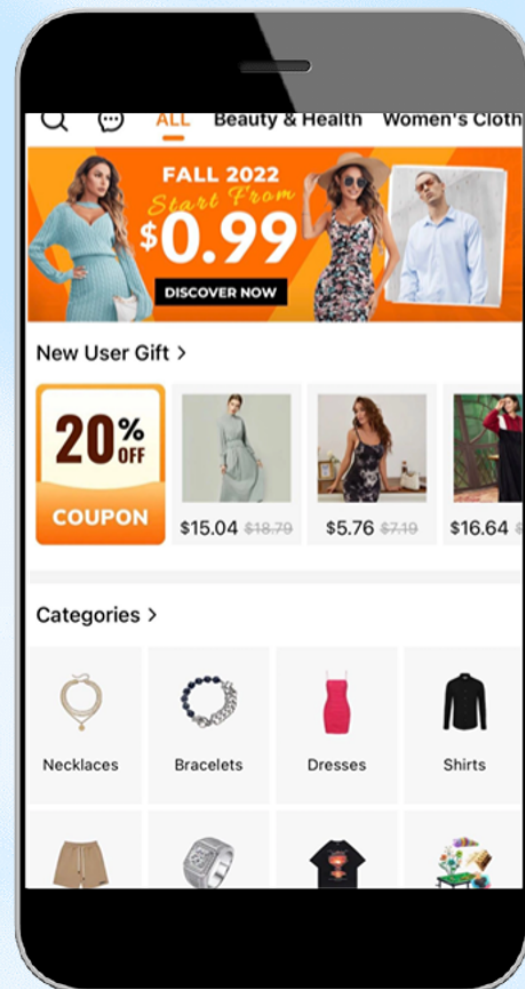 ALL Beauty & Health Women's Cloth
FALL 2022
Start From
$0.99
DISCOVER NOW
New User Gift >
20% OFF
COUPON
$15.04 $18.79
$5.76 $7.19
$16.64
Categories >
Necklaces
Bracelets
Dresses
Shirts